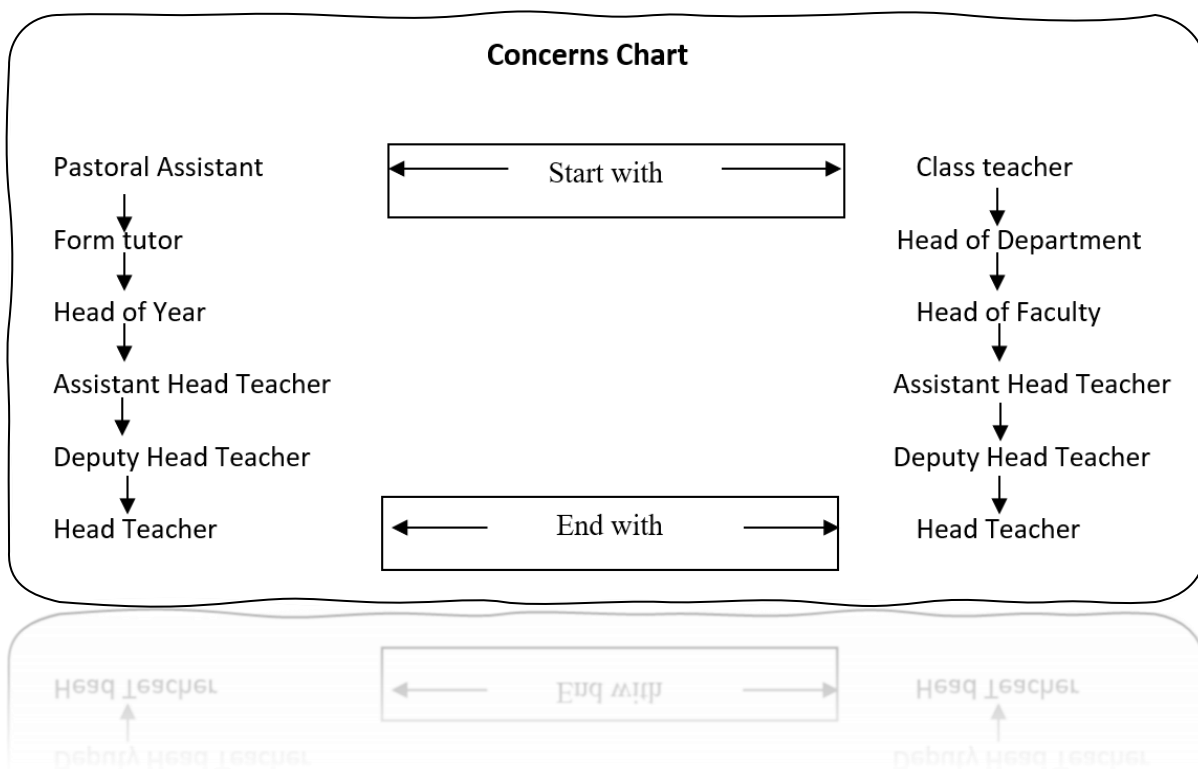 Concerns Chart
Pastoral Assistant Start with Class teacher
Form tutor Head of Department
Head of Year Head of Faculty
Assistant Head Teacher Assistant Head Teacher
Deputy Head Teacher Deputy Head Teacher
Head Teacher End with Head Teacher